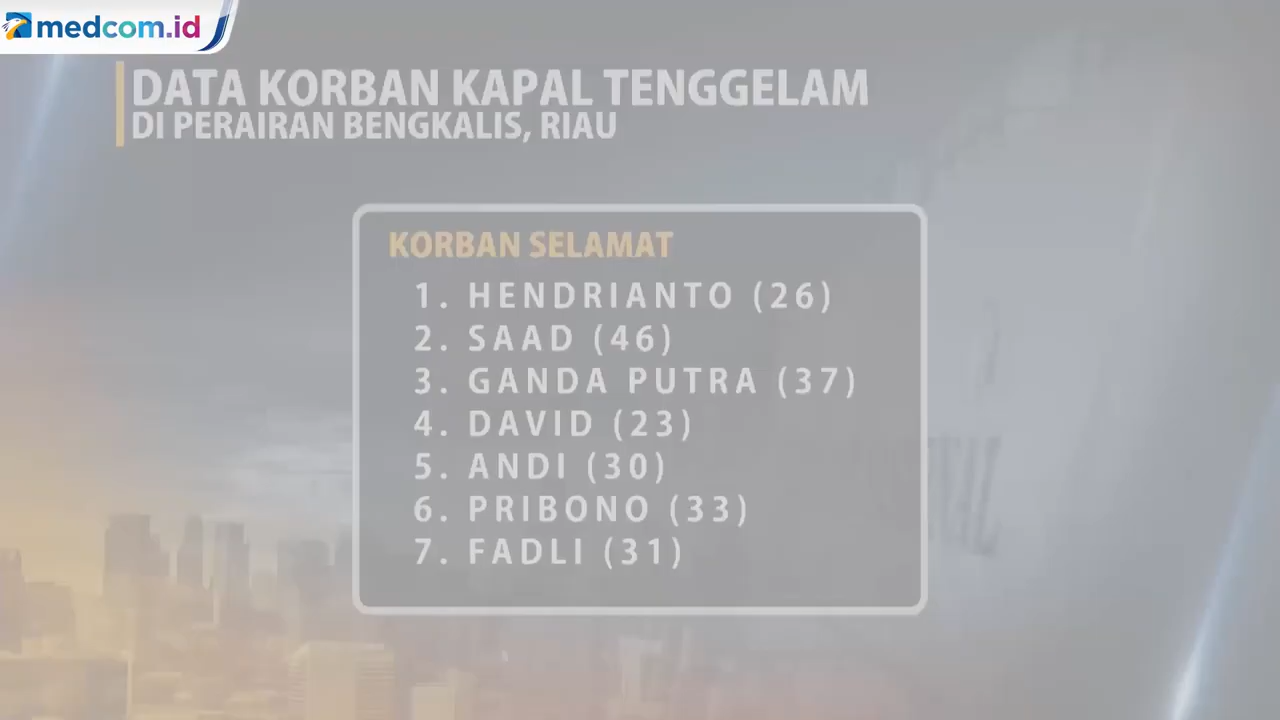 medcom.id
DATA KORBAN KAPAL TENGGELAM
DI PERAIRAN BENGKALIS, RIAU
KORBAN SELAMAT
1. HENDRIANTO (26)
2. SAAD (46)
3. GANDA PUTRA (37)
4. DAVID (23)
5. ANDI (30)
6. PRIBONO (33)
7. FADLI (31)